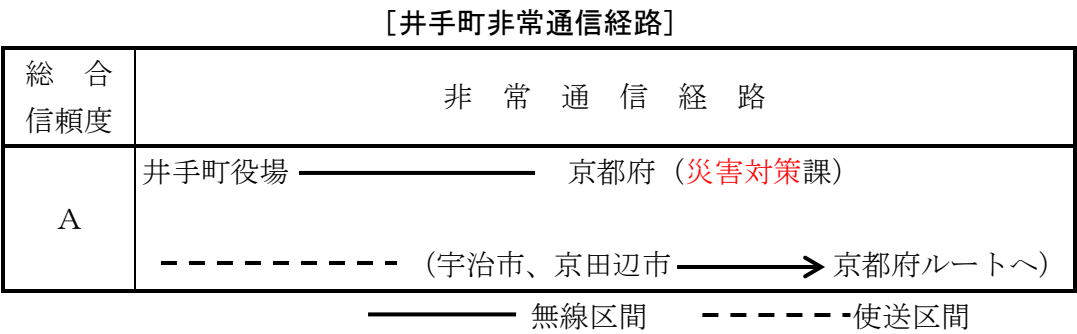 [井手町非常通信経路]
総　合
信頼度
非　常　通　信　経　路
A
井手町役場　京都府（災害対策課）
（宇治市、京田辺市　京都府ルートへ）
無線区間　使送区間